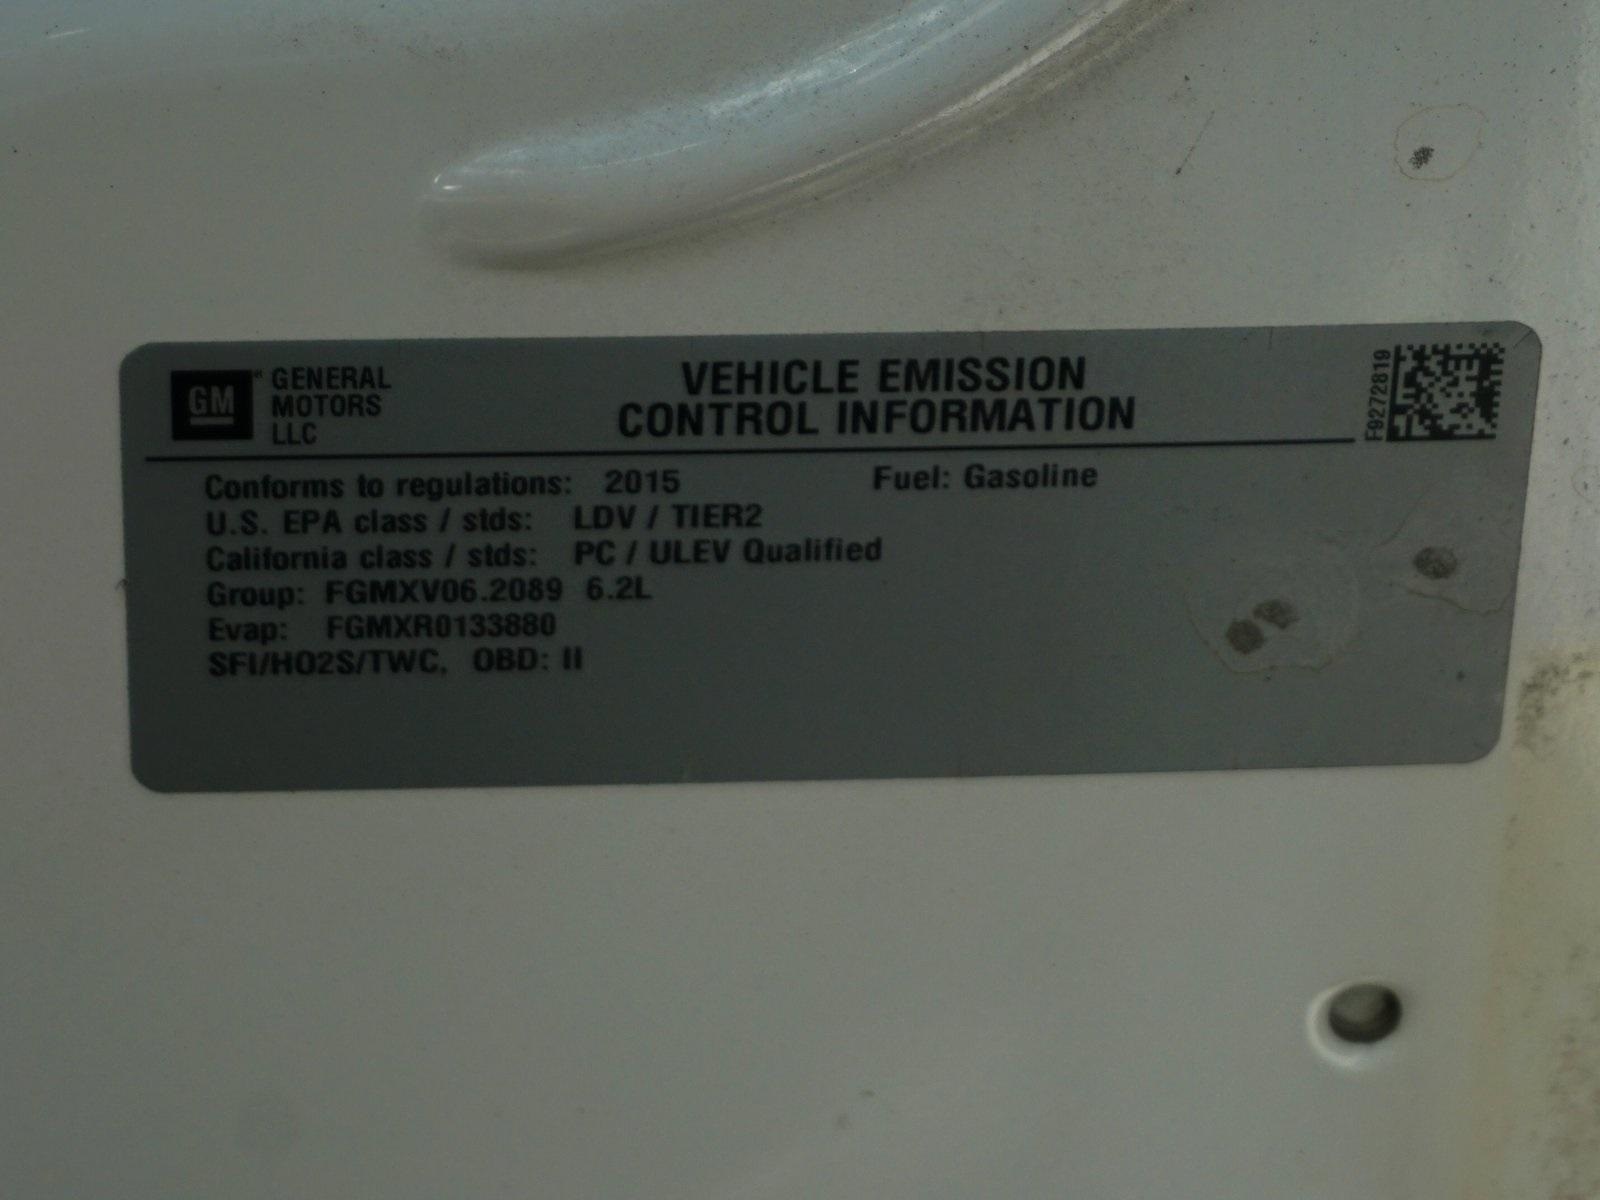 GM GENERAL
MOTORS
LLC
VEHICLE EMISSION
CONTROL INFORMATION
F9272819
Conforms to regulations: 2015 Fuel: Gasoline
U.S. EPA class / stds: LDV / TIER2
California class / stds: PC / ULEV Qualified
Group: FGMXV06.2089 6.2L
Evap: FGMXR0133880
SFI/HO2S/TWC, OBD: II